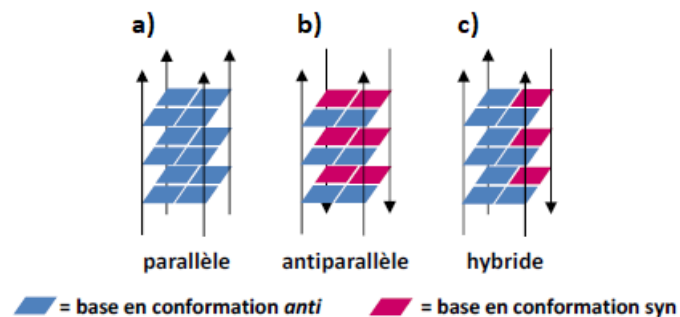 a) b) c)
parallèle antiparallèle hybride
= base en conformation anti = base en conformation syn